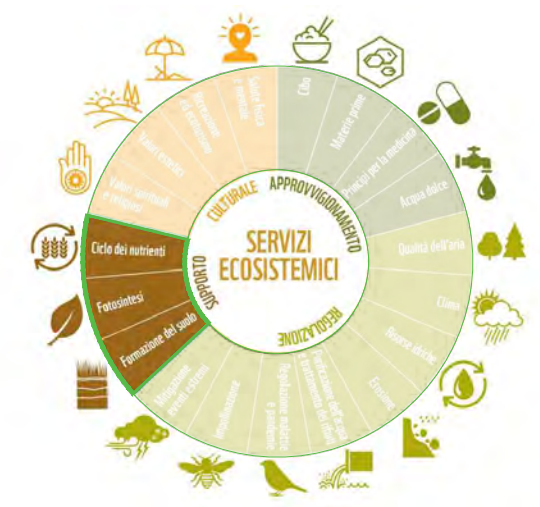 SERVIZI
ECOSISTEMICI
APPROVVIGIONAMENTO
Cibo
Materie prime
Principi per la medicina
Acqua dolce
REGOLAZIONE
Qualità dell'aria
Clima
Risorse idriche
Erosione
Purificazione dell'acqua
e trattamento dei rifiuti
Regolazione malattie
e pandemie
Impollinazione
Mitigazione
eventi estremi
SUPPORTO
Formazione del suolo
Fotosintesi
Ciclo dei nutrienti
CULTURALE
Valori spirituali
e religiosi
Valori estetici
Ricreazione
ed ecoturismo
Salute fisica
e mentale